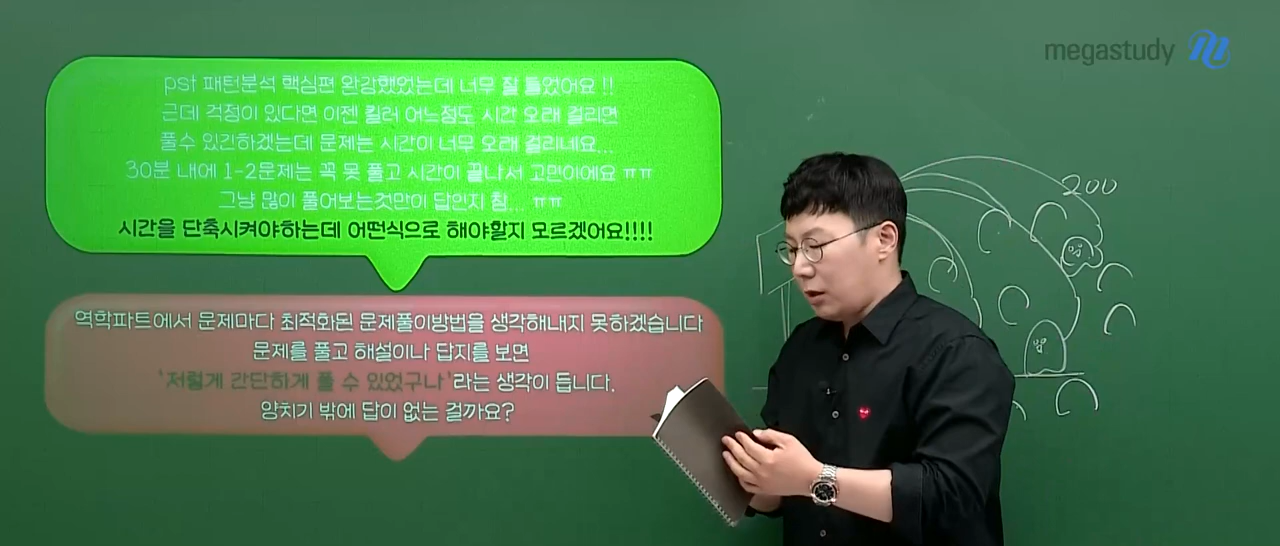 megastudy
pst 패턴분석 핵심편 완강했었는데 너무 잘 들었어요 !!
근데 걱정이 있다면 이젠 킬러 어느점도 시간 오래 걸리면
풀수 있긴하겠는데 문제는 시간이 너무 오래 걸리네요...
30분 내에 1-2문제는 꼭 못 풀고 시간이 끝나서 고민이에요 ㅠㅠ
그냥 많이 풀어보는것만이 답인지 참.... ㅠㅠ
시간을 단축시켜야하는데 어떤식으로 해야할지 모르겠어요!!!!
역학파트에서 문제마다 최적화된 문제풀이방법을 생각해내지 못하겠습니다
문제를 풀고 해설이나 답지를 보면
'저렇게 간단하게 풀 수 있었구나'라는 생각이 듭니다.
양치기 밖에 답이 없는 걸까요?
200